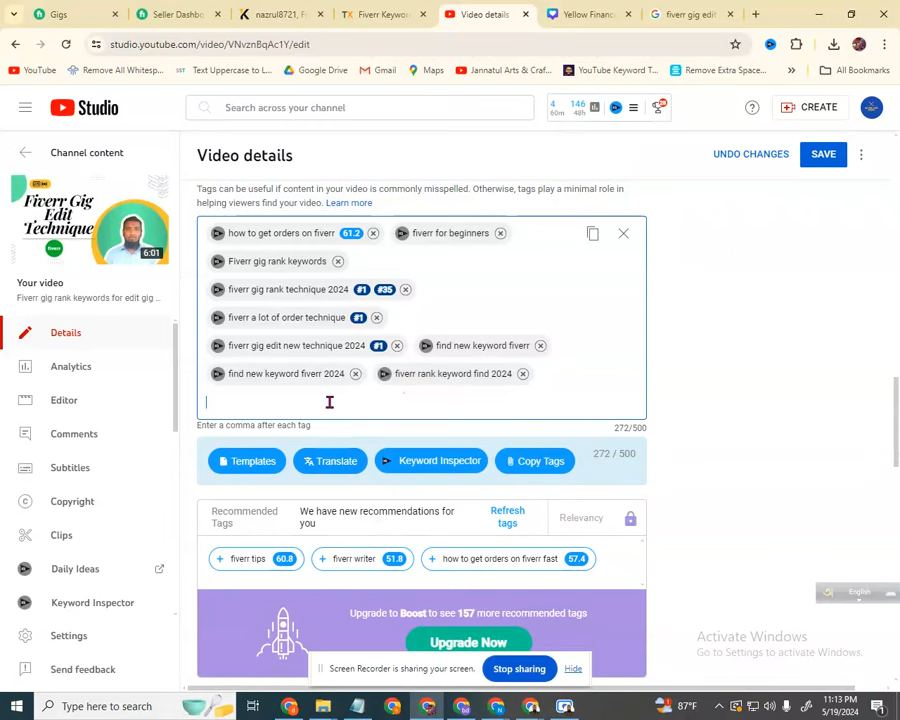 Gigs
Seller Dashbo
nazrul8721, Fi
Fiverr Keywor
Video details
Yellow Financ
fiverr gig edi
studio.youtube.com/video/VNvznBqAc1Y/edit
YouTube
Remove All Whitesp...
Text Uppercase to L...
Google Drive
Gmail
Maps
Jannatul Arts & Craf...
YouTube Keyword T...
Remove Extra Space...
All Bookmarks
Studio
Search across your channel
4
60m
146
48h
CREATE
Channel content
Video details
UNDO CHANGES
SAVE
Fiverr Gig
Edit
Technique
fiverr
6:01
Your video
Fiverr gig rank keywords for edit gig ...
Details
Analytics
Editor
Comments
Subtitles
Copyright
Clips
Daily Ideas
Keyword Inspector
Settings
Send feedback
Tags can be useful if content in your video is commonly misspelled. Otherwise, tags play a minimal role in
helping viewers find your video. Learn more
how to get orders on fiverr 61.2
fiverr for beginners
Fiverr gig rank keywords
fiverr gig rank technique 2024 #1 #35
fiverr a lot of order technique #1
fiverr gig edit new technique 2024 #1
find new keyword fiverr
find new keyword fiverr 2024
fiverr rank keyword find 2024
Enter a comma after each tag
272/500
Templates
Translate
Keyword Inspector
Copy Tags
272 / 500
Recommended
Tags
We have new recommendations for
you
Refresh
tags
Relevancy
+ fiverr tips 60.8
+ fiverr writer 51.8
+ how to get orders on fiverr fast 57.4
Upgrade to Boost to see 157 more recommended tags
Upgrade Now
English
Activate Windows
Go to Settings to activate Windows.
Screen Recorder is sharing your screen.
Stop sharing
Hide
Type here to search
87°F
11:13 PM
5/19/2024